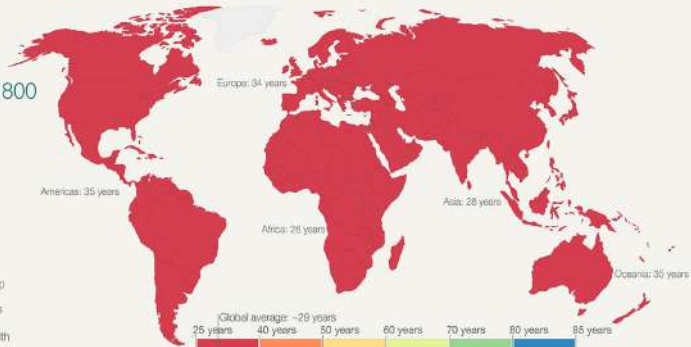 800
Europe: 34 years
Americas: 35 years
Asia: 28 years
Africa: 26 years
Oceania: 35 years
Global average: ~29 years
25 years 40 years 50 years 60 years 70 years 80 years 85 years